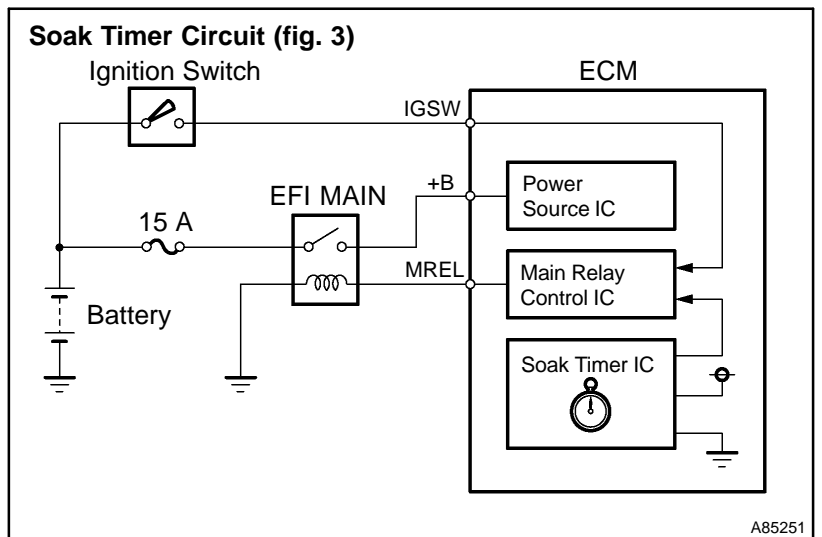 Soak Timer Circuit (fig. 3)
Ignition Switch
ECM
IGSW
+B
Power
Source IC
EFI MAIN
15 A
MREL
Main Relay
Control IC
Battery
Soak Timer IC
A85251